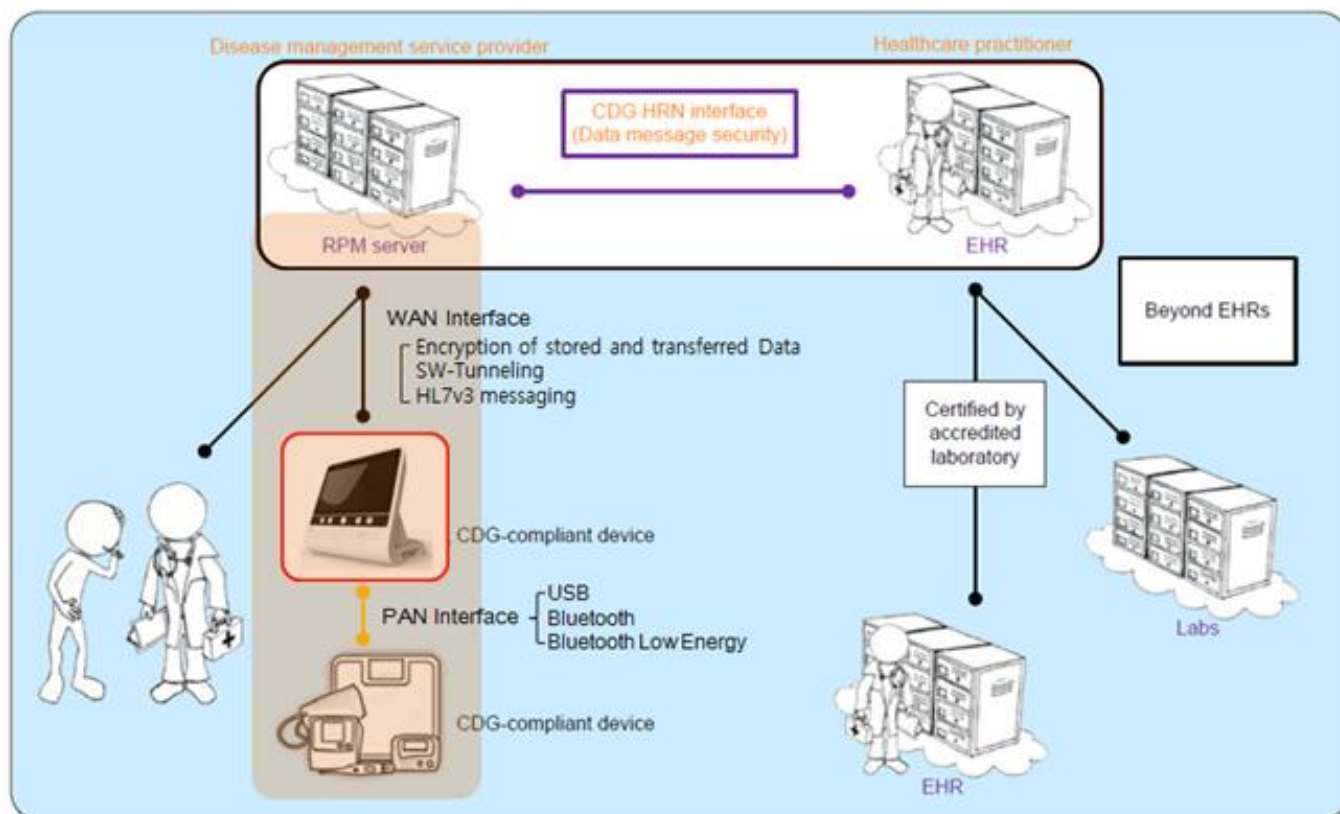 Disease management service provider
Healthcare practitioner
CDG HRN interface
(Data message security)
RPM server
EHR
WAN Interface
Encryption of stored and transferred Data
SW-Tunneling
HL7v3 messaging
Beyond EHRs
Certified by
accredited
laboratory
CDG-compliant device
PAN Interface
USB
Bluetooth
Bluetooth Low Energy
Labs
CDG-compliant device
EHR